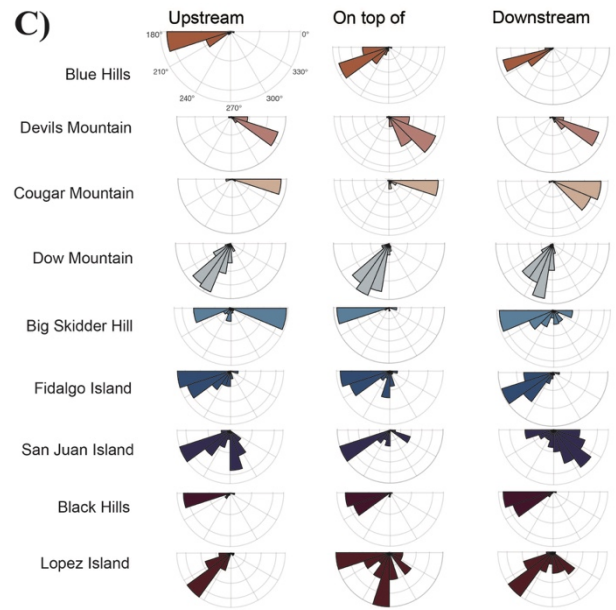 C)
Upstream On top of Downstream
180° 0°
210° 330°
240° 300°
270°
Blue Hills
Devils Mountain
Cougar Mountain
Dow Mountain
Big Skidder Hill
Fidalgo Island
San Juan Island
Black Hills
Lopez Island